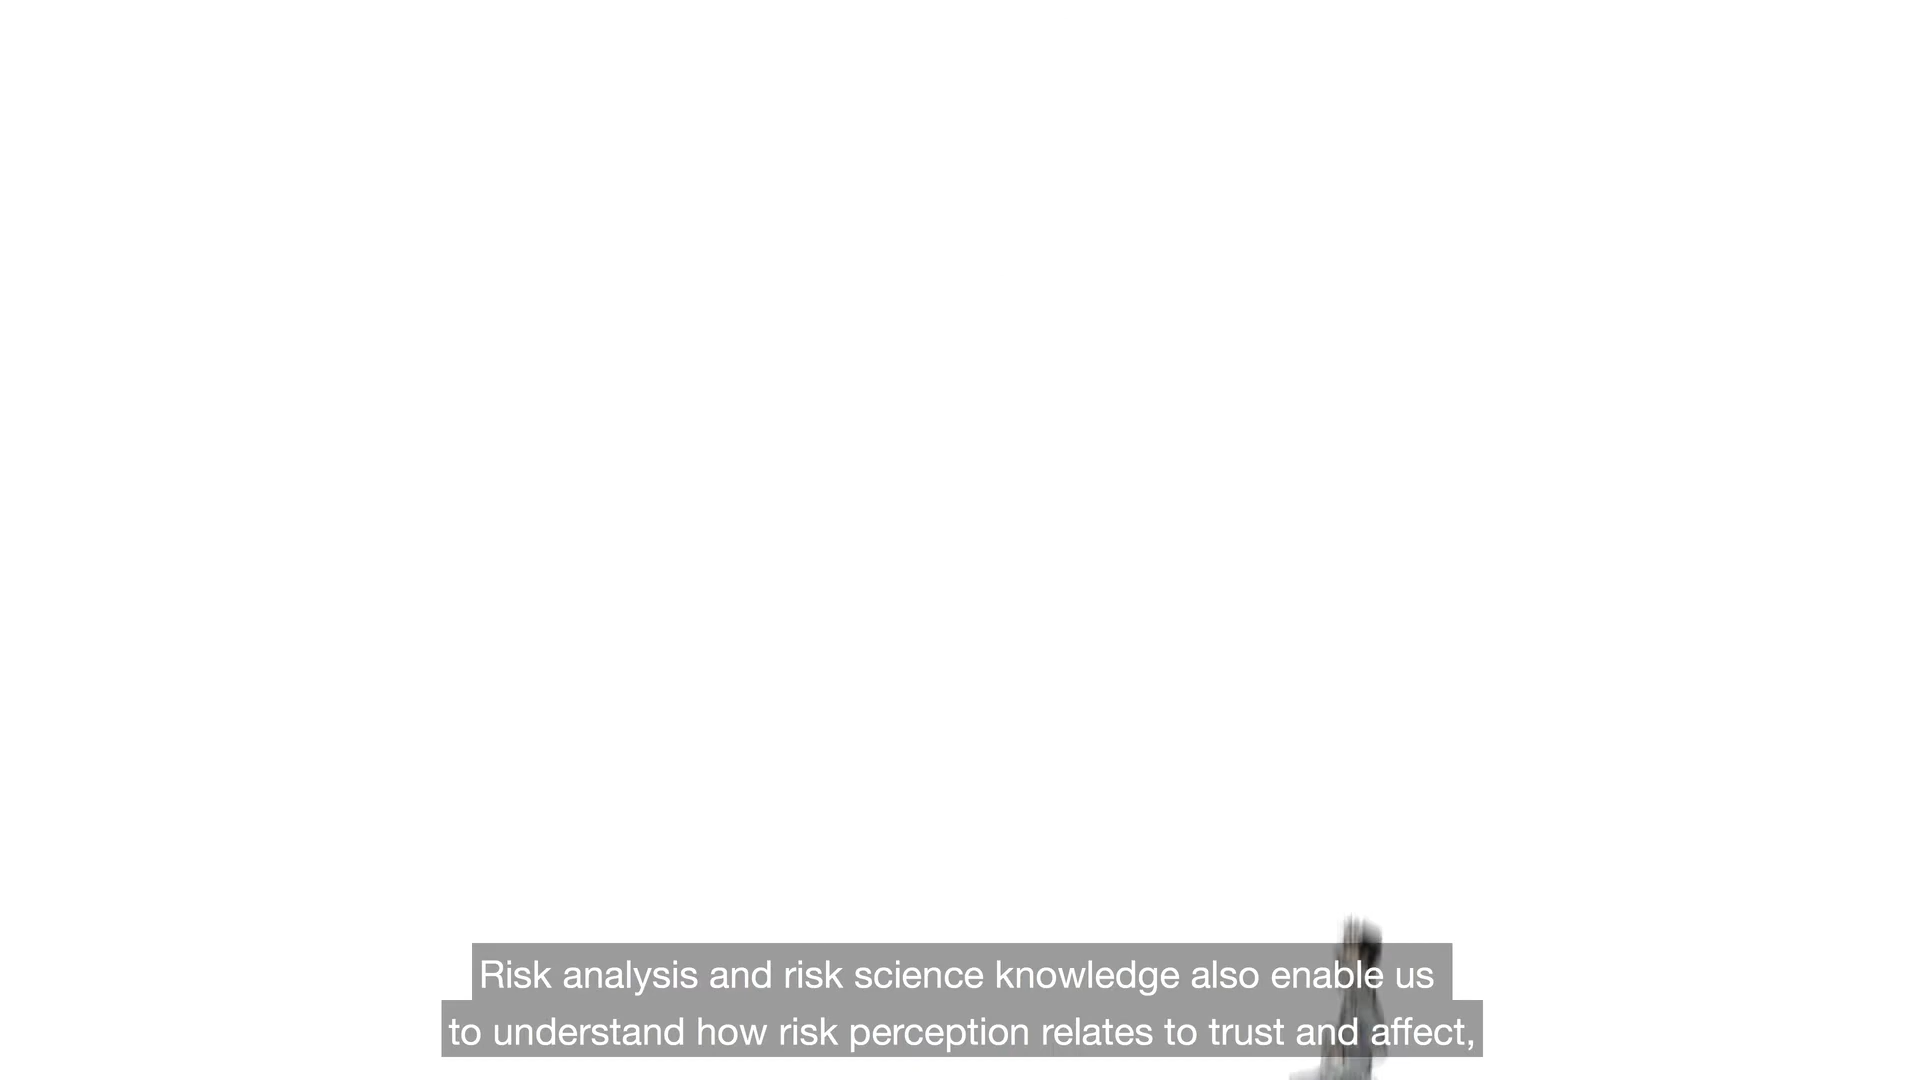 Risk analysis and risk science knowledge also enable us
to understand how risk perception relates to trust and affect,